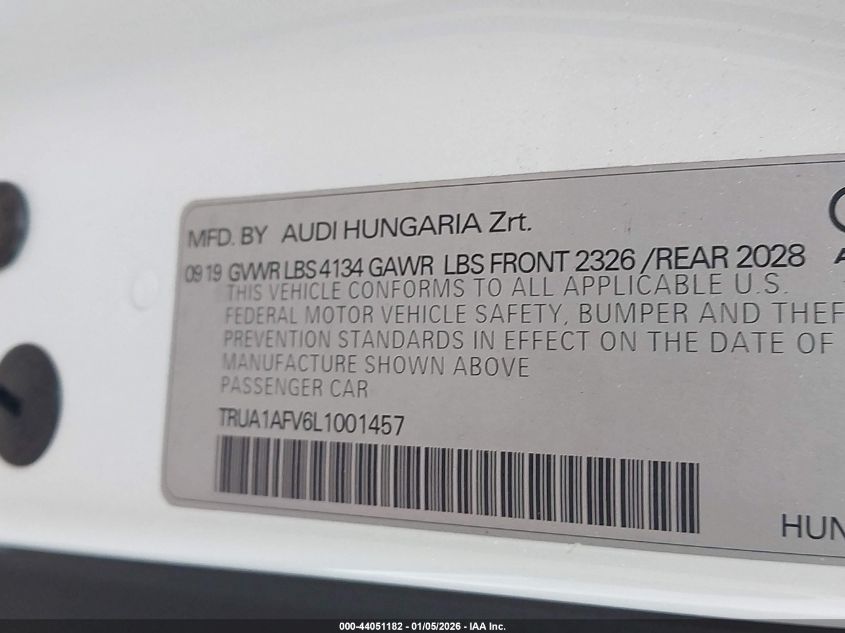 MFD. BY AUDI HUNGARIA Zrt.
09 19 GVWR LBS 4134 GAWR LBS FRONT 2326 /REAR 2028
THIS VEHICLE CONFORMS TO ALL APPLICABLE U.S.
FEDERAL MOTOR VEHICLE SAFETY, BUMPER AND THEF
PREVENTION STANDARDS IN EFFECT ON THE DATE OF
MANUFACTURE SHOWN ABOVE
PASSENGER CAR
TRUA1AFV6L1001457
HUN
000-44051182 - 01/05/2026 - IAA Inc.